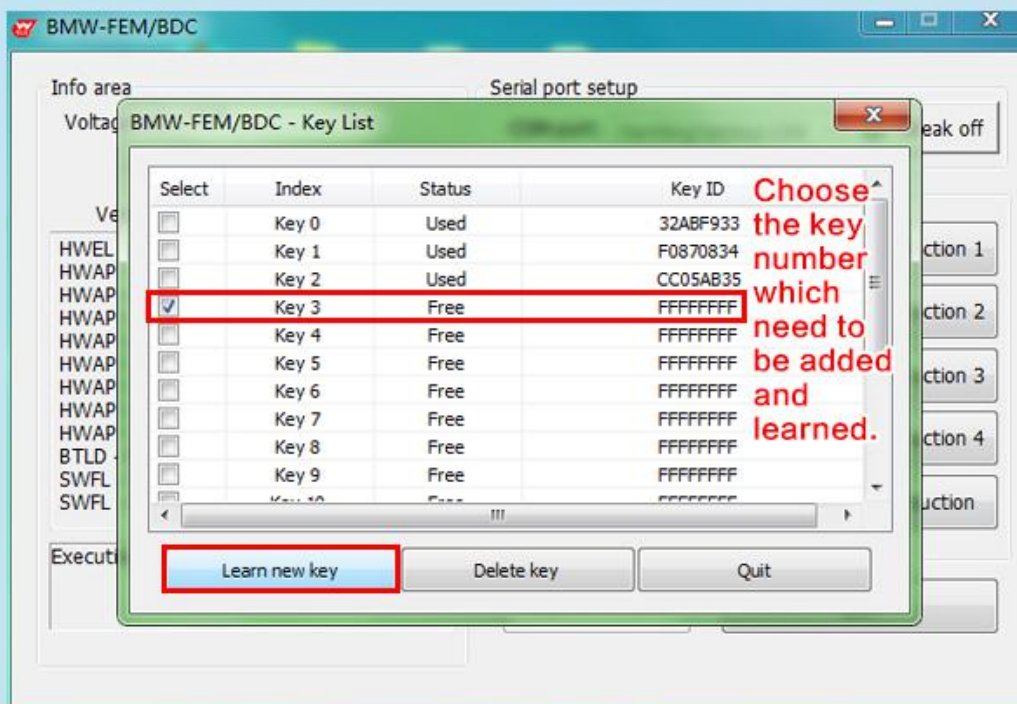 BMW-FEM/BDC
Info area
Serial port setup
Voltag
eak off
BMW-FEM/BDC - Key List
Select Index Status Key ID
Key 0 Used 32ABF933
Key 1 Used F0870834
Key 2 Used CC05AB35
Key 3 Free FFFFFFFF
Key 4 Free FFFFFFFF
Key 5 Free FFFFFFFF
Key 6 Free FFFFFFFF
Key 7 Free FFFFFFFF
Key 8 Free FFFFFFFF
Key 9 Free FFFFFFFF
Choose
the key
number
which
need to
be added
and
learned.
Ve
HWEL
HWAP
HWAP
HWAP
HWAP
HWAP
HWAP
HWAP
HWAP
BTLD -
SWFL
SWFL
ction 1
ction 2
ction 3
ction 4
uction
Executi
Learn new key
Delete key
Quit